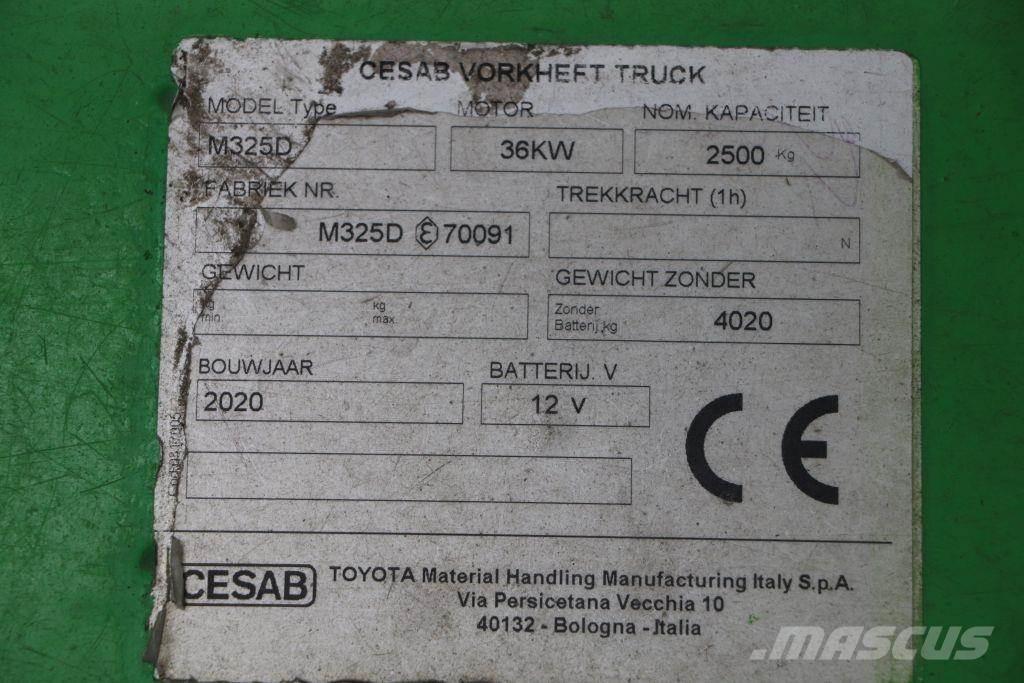 CESAB VORKHEFT TRUCK
MODEL Type MOTOR NOM. KAPACITEIT
M325D 36KW 2500 Kg
FABRIEK NR. TREKKRACHT (1h)
M325D Ɛ 70091 N
GEWICHT GEWICHT ZONDER
kg min. kg max. Zonder Batterij.kg 4020
BOUWJAAR BATTERIJ. V
2020 12 V
CE
CESAB
TOYOTA Material Handling Manufacturing Italy S.p.A.
Via Persicetana Vecchia 10
40132 - Bologna - Italia
MASCUS